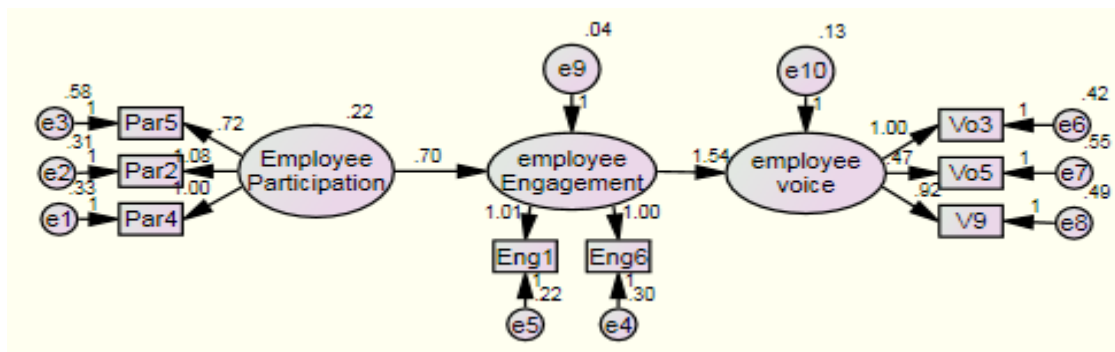 .04
.13
e9
e10
.58
.22
.42
1
1
1
1
e3
Par5
.72
1.00
Vo3
e6
.31
.55
1
1.08
Employee
employee
employee
.47
1
e2
Par2
Participation
.70
Engagement
1.54
voice
Vo5
e7
.33
1.00
.92
.49
1
1.01
1.00
1
e1
Par4
V9
e8
Eng1
Eng6
1
1
.22
.30
e5
e4